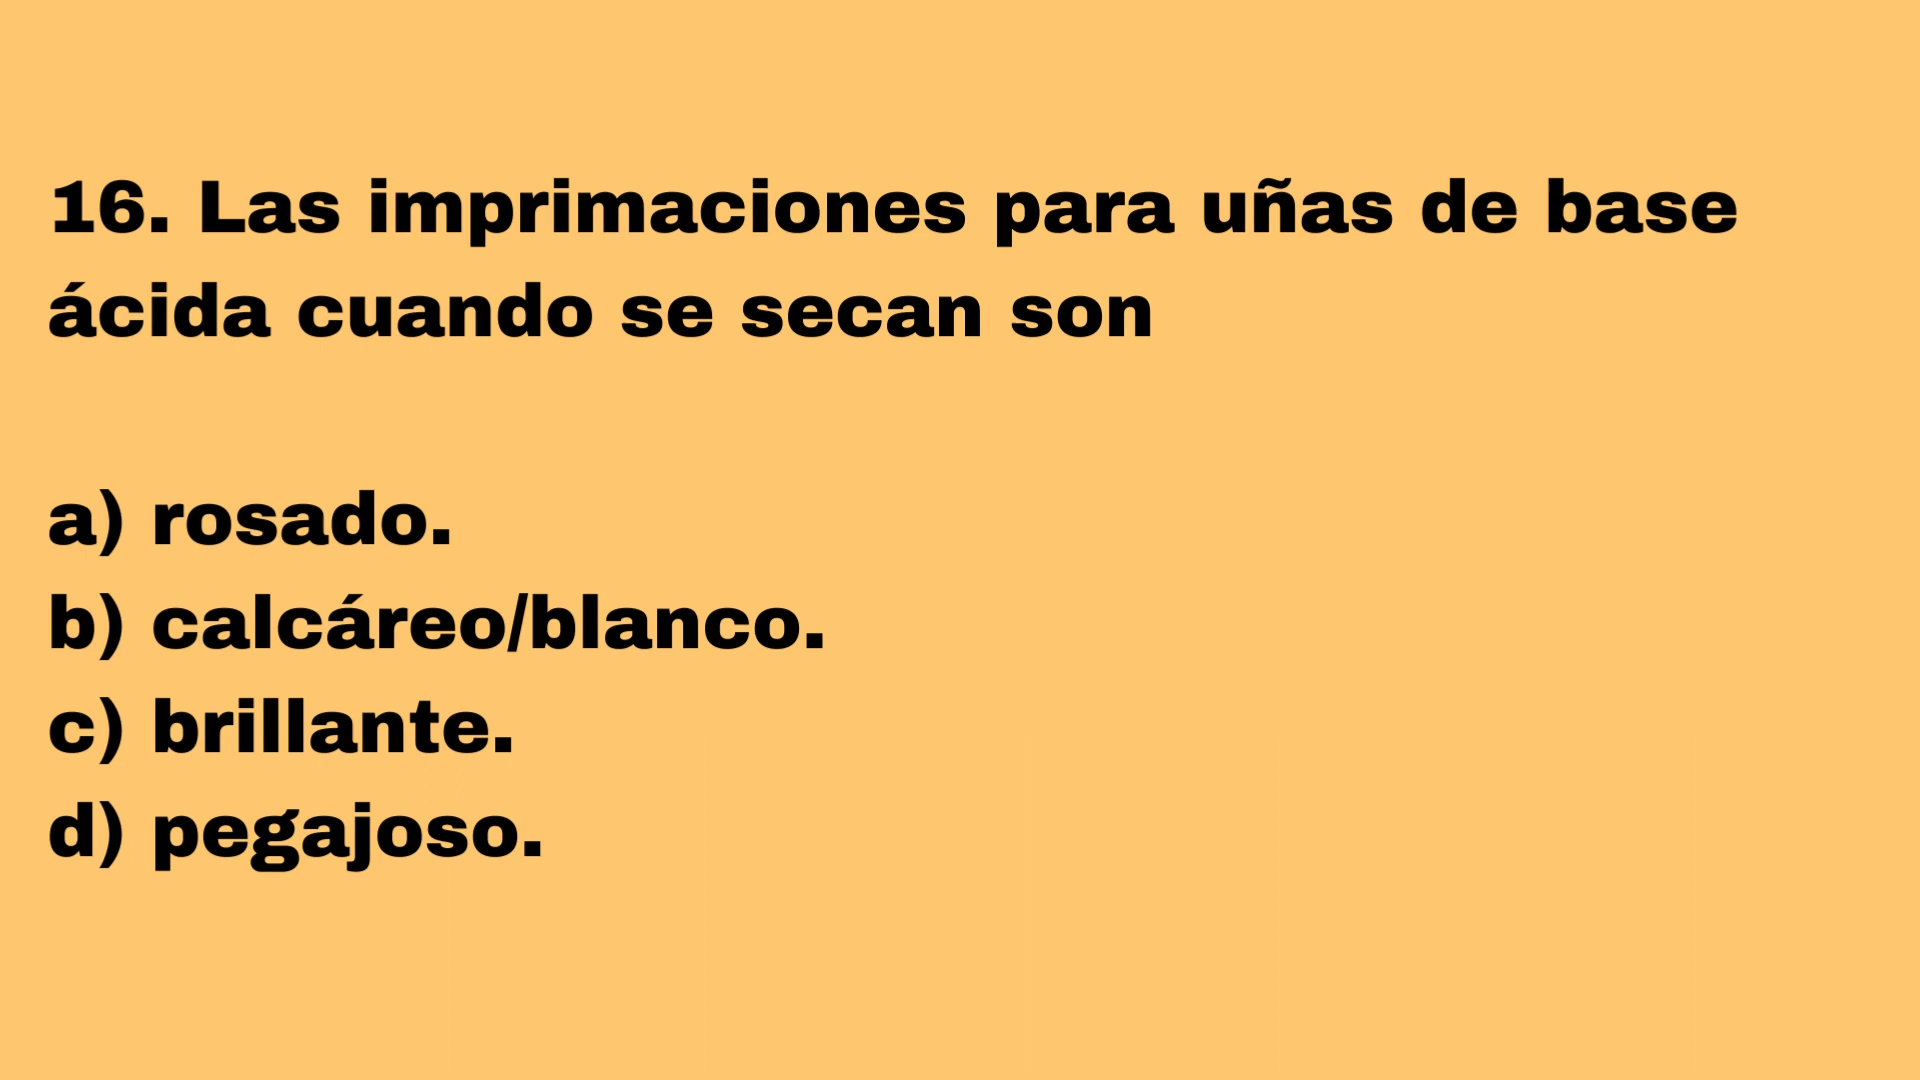 16. Las imprimaciones para uñas de base
ácida cuando se secan son
a) rosado.
b) calcáreo/blanco.
c) brillante.
d) pegajoso.